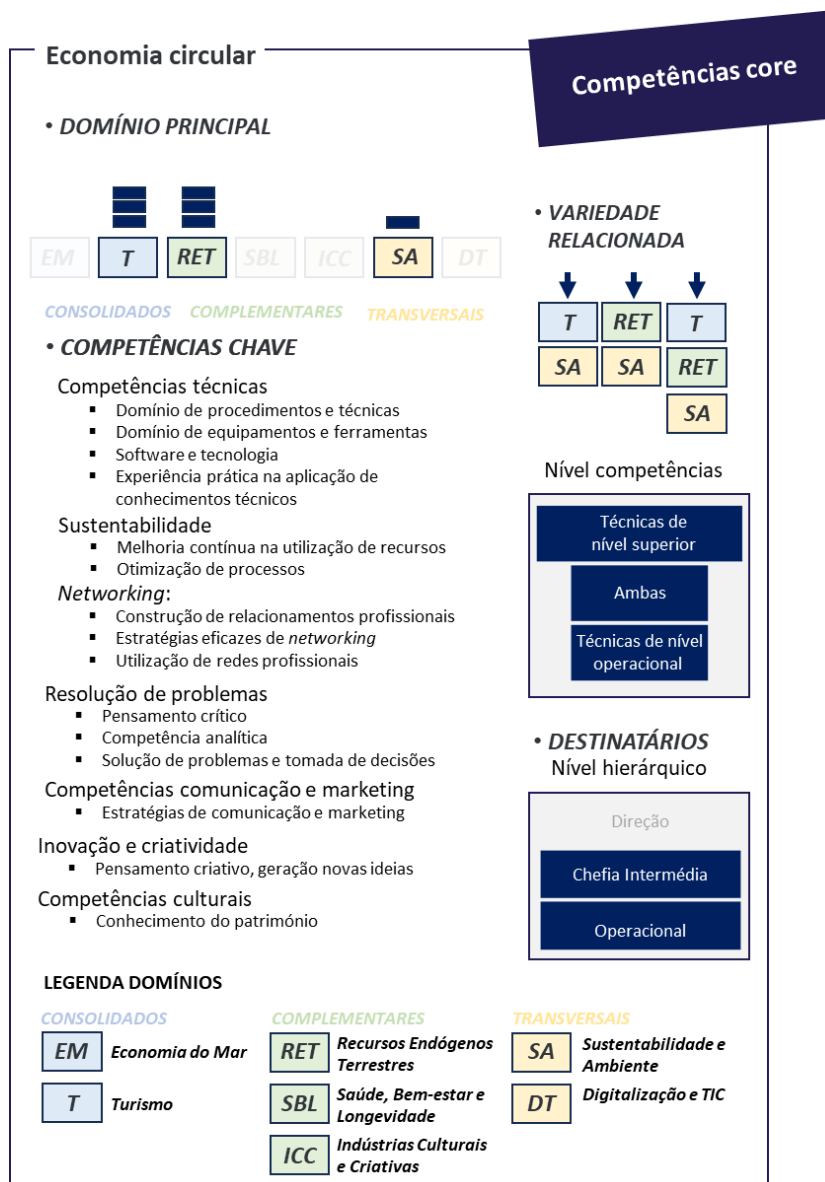 Economia circular
Competências core
• DOMÍNIO PRINCIPAL
EM T RET SBL ICC SA DT
CONSOLIDADOS COMPLEMENTARES TRANSVERSAIS
• COMPETÊNCIAS CHAVE
Competências técnicas
▪ Domínio de procedimentos e técnicas
▪ Domínio de equipamentos e ferramentas
▪ Software e tecnologia
▪ Experiência prática na aplicação de
conhecimentos técnicos
Sustentabilidade
▪ Melhoria contínua na utilização de recursos
▪ Otimização de processos
Networking:
▪ Construção de relacionamentos profissionais
▪ Estratégias eficazes de networking
▪ Utilização de redes profissionais
Resolução de problemas
▪ Pensamento crítico
▪ Competência analítica
▪ Solução de problemas e tomada de decisões
Competências comunicação e marketing
▪ Estratégias de comunicação e marketing
Inovação e criatividade
▪ Pensamento criativo, geração novas ideias
Competências culturais
▪ Conhecimento do património
• VARIEDADE
RELACIONADA
T RET T
SA SA RET
SA
Nível competências
Técnicas de
nível superior
Ambas
Técnicas de nível
operacional
• DESTINATÁRIOS
Nível hierárquico
Direção
Chefia Intermédia
Operacional
LEGENDA DOMÍNIOS
CONSOLIDADOS
EM Economia do Mar
T Turismo
COMPLEMENTARES
RET Recursos Endógenos
Terrestres
SBL Saúde, Bem-estar e
Longevidade
ICC Indústrias Culturais
e Criativas
TRANSVERSAIS
SA Sustentabilidade e
Ambiente
DT Digitalização e TIC